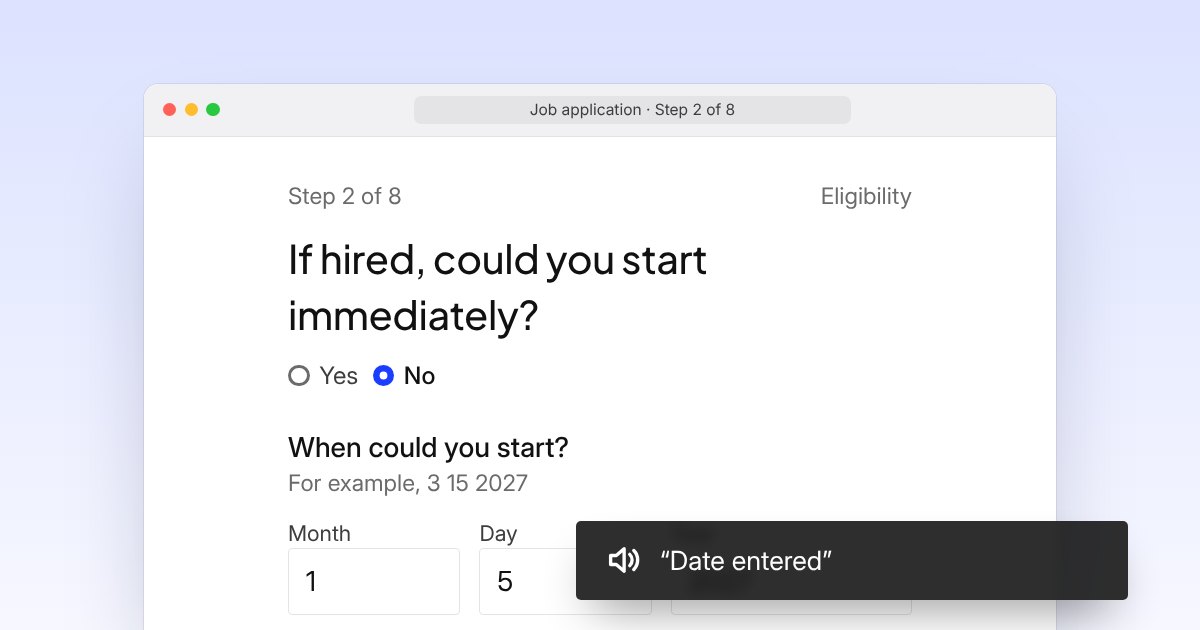 Job application · Step 2 of 8
Step 2 of 8
Eligibility
If hired, could you start
immediately?
Yes
No
When could you start?
For example, 3 15 2027
Month
Day
1
5
“Date entered”